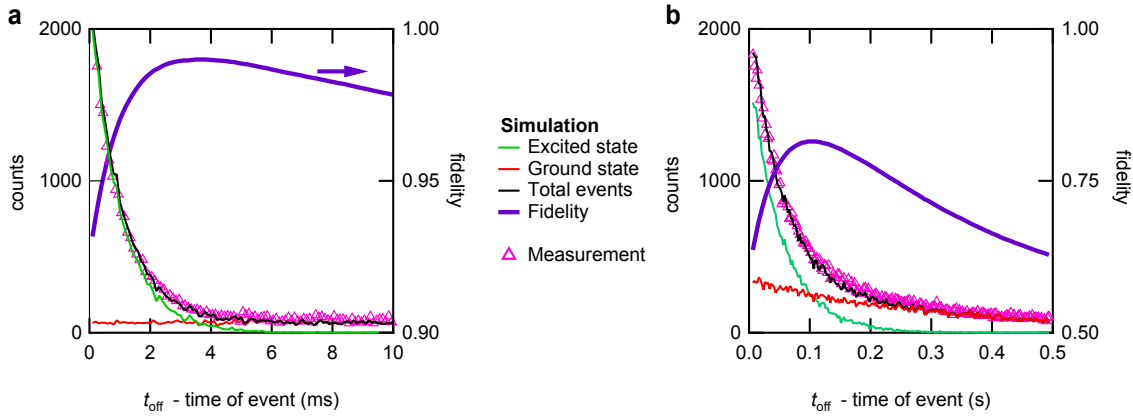 a
2000
1000
0
counts
0 2 4 6 8 10
t_off - time of event (ms)
1.00
0.95
0.90
fidelity
Simulation
Excited state
Ground state
Total events
Fidelity
Measurement
b
2000
1000
0
counts
0.0 0.1 0.2 0.3 0.4 0.5
t_off - time of event (s)
1.00
0.75
0.50
fidelity